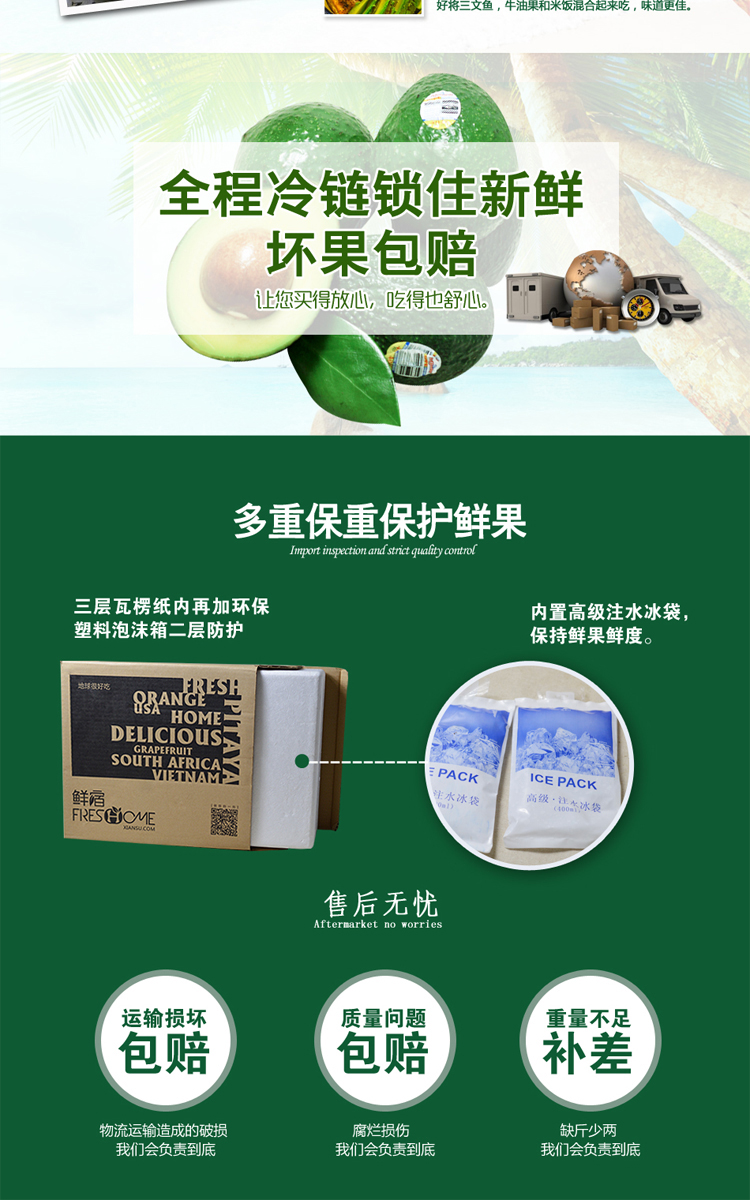 好将三文鱼，牛油果和米饭混合起来吃，味道更佳。
全程冷链锁住新鲜
坏果包赔
让您买得放心，吃得也舒心。
多重保重保护鲜果
Import inspection and strict quality control
三层瓦楞纸内再加环保
塑料泡沫箱二层防护
内置高级注水冰袋，
保持鲜果鲜度。
地球很好吃
FRESH
ORANGE
USA
HOME
PITAYA
DELICIOUS
GRAPEFRUIT
SOUTH AFRICA
VIETNAM
鲜宿
FRESHOME
XIANSU.COM
E PACK
注水冰袋
0ml)
ICE PACK
高级·注水冰袋
(400ml)
售后无忧
Aftermarket no worries
运输损坏
包赔
物流运输造成的破损
我们会负责到底
质量问题
包赔
腐烂损伤
我们会负责到底
重量不足
补差
缺斤少两
我们会负责到底